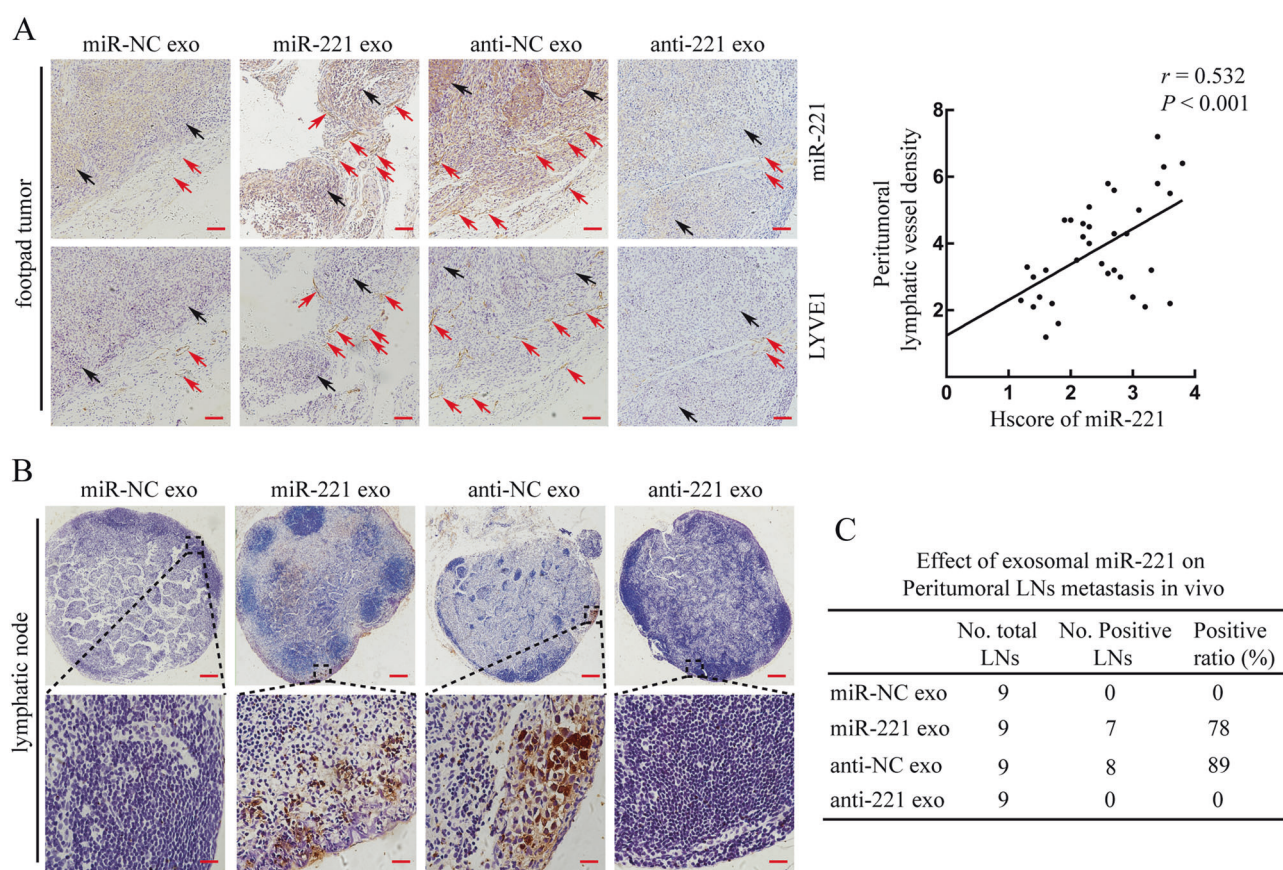 A
miR-NC exo
miR-221 exo
anti-NC exo
anti-221 exo
footpad tumor
miR-221
LYVE1
r = 0.532
P < 0.001
Peritumoral
lymphatic vessel density
8
6
4
2
0
1
2
3
4
Hscore of miR-221
B
miR-NC exo
miR-221 exo
anti-NC exo
anti-221 exo
lymphatic node
C
Effect of exosomal miR-221 on
Peritumoral LNs metastasis in vivo
No. total No. Positive Positive
LNs LNs ratio (%)
miR-NC exo 9 0 0
miR-221 exo 9 7 78
anti-NC exo 9 8 89
anti-221 exo 9 0 0